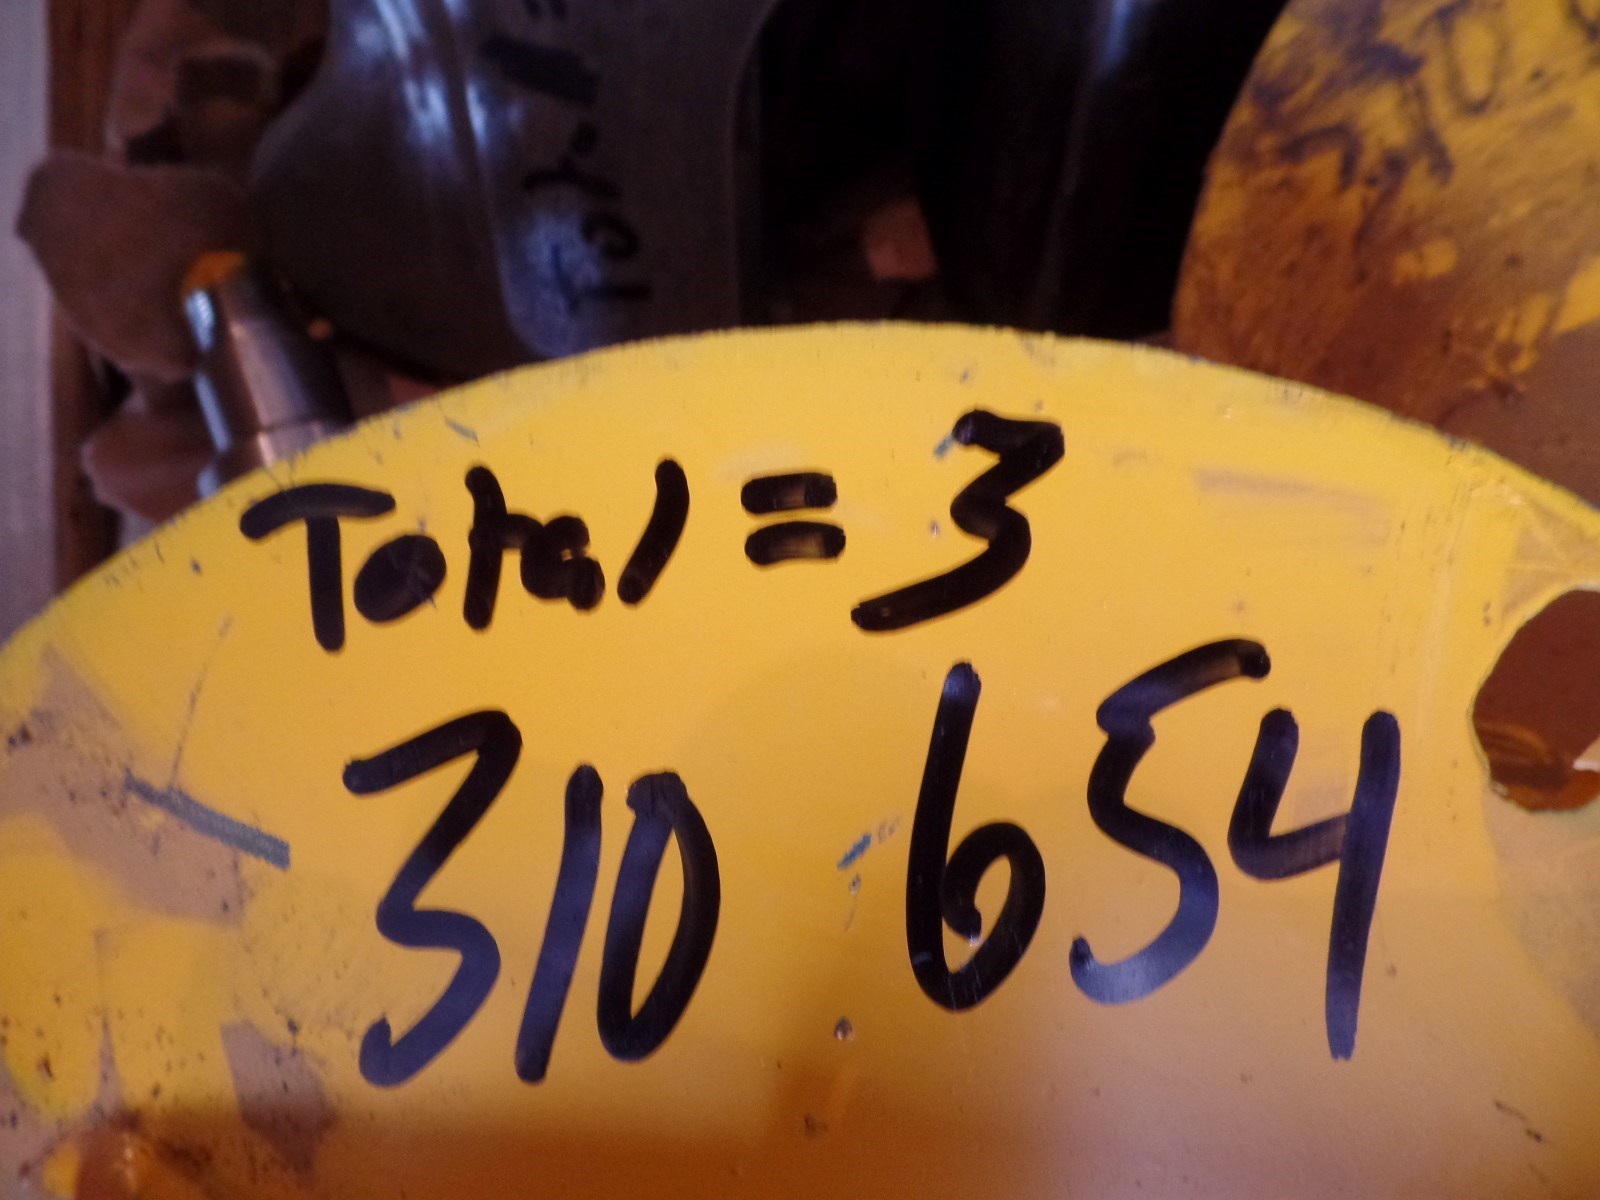 Total = 3
310 654